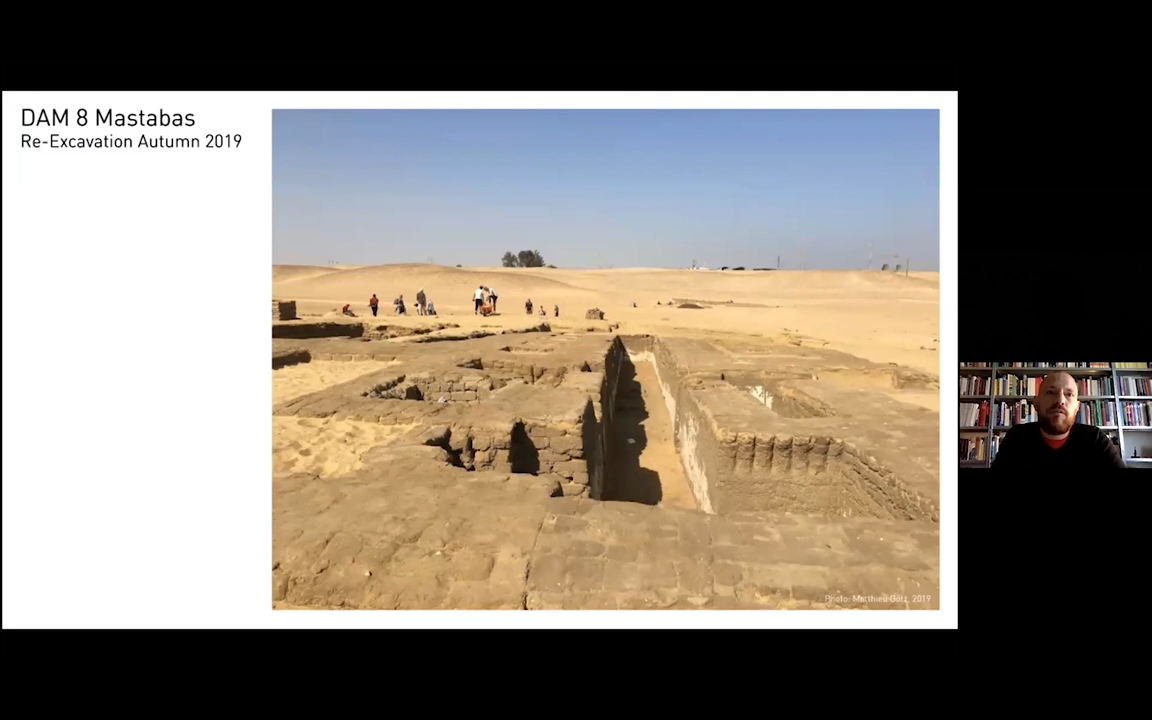 DAM 8 Mastabas
Re-Excavation Autumn 2019
Photo: Matthieu Götz, 2019